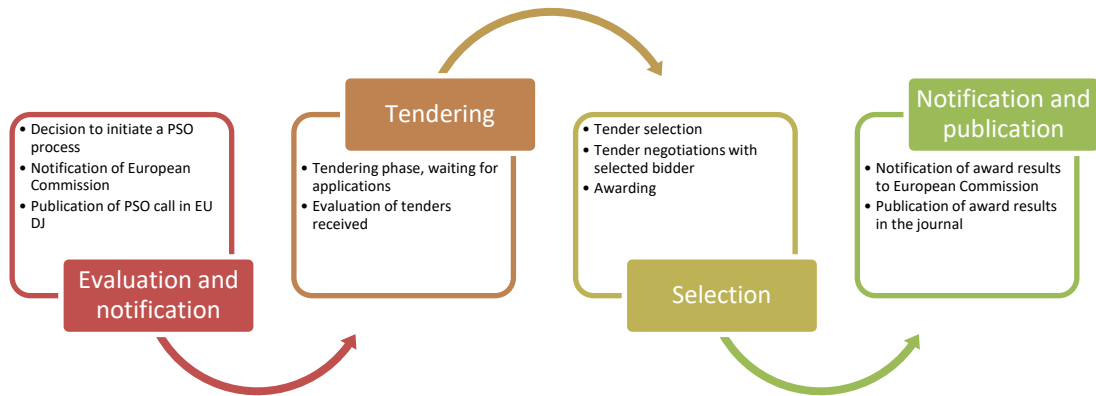 • Decision to initiate a PSO
process
• Notification of European
Commission
• Publication of PSO call in EU
DJ
Evaluation and
notification
Tendering
• Tendering phase, waiting for
applications
• Evaluation of tenders
received
• Tender selection
• Tender negotiations with
selected bidder
• Awarding
Selection
Notification and
publication
• Notification of award results
to European Commission
• Publication of award results
in the journal